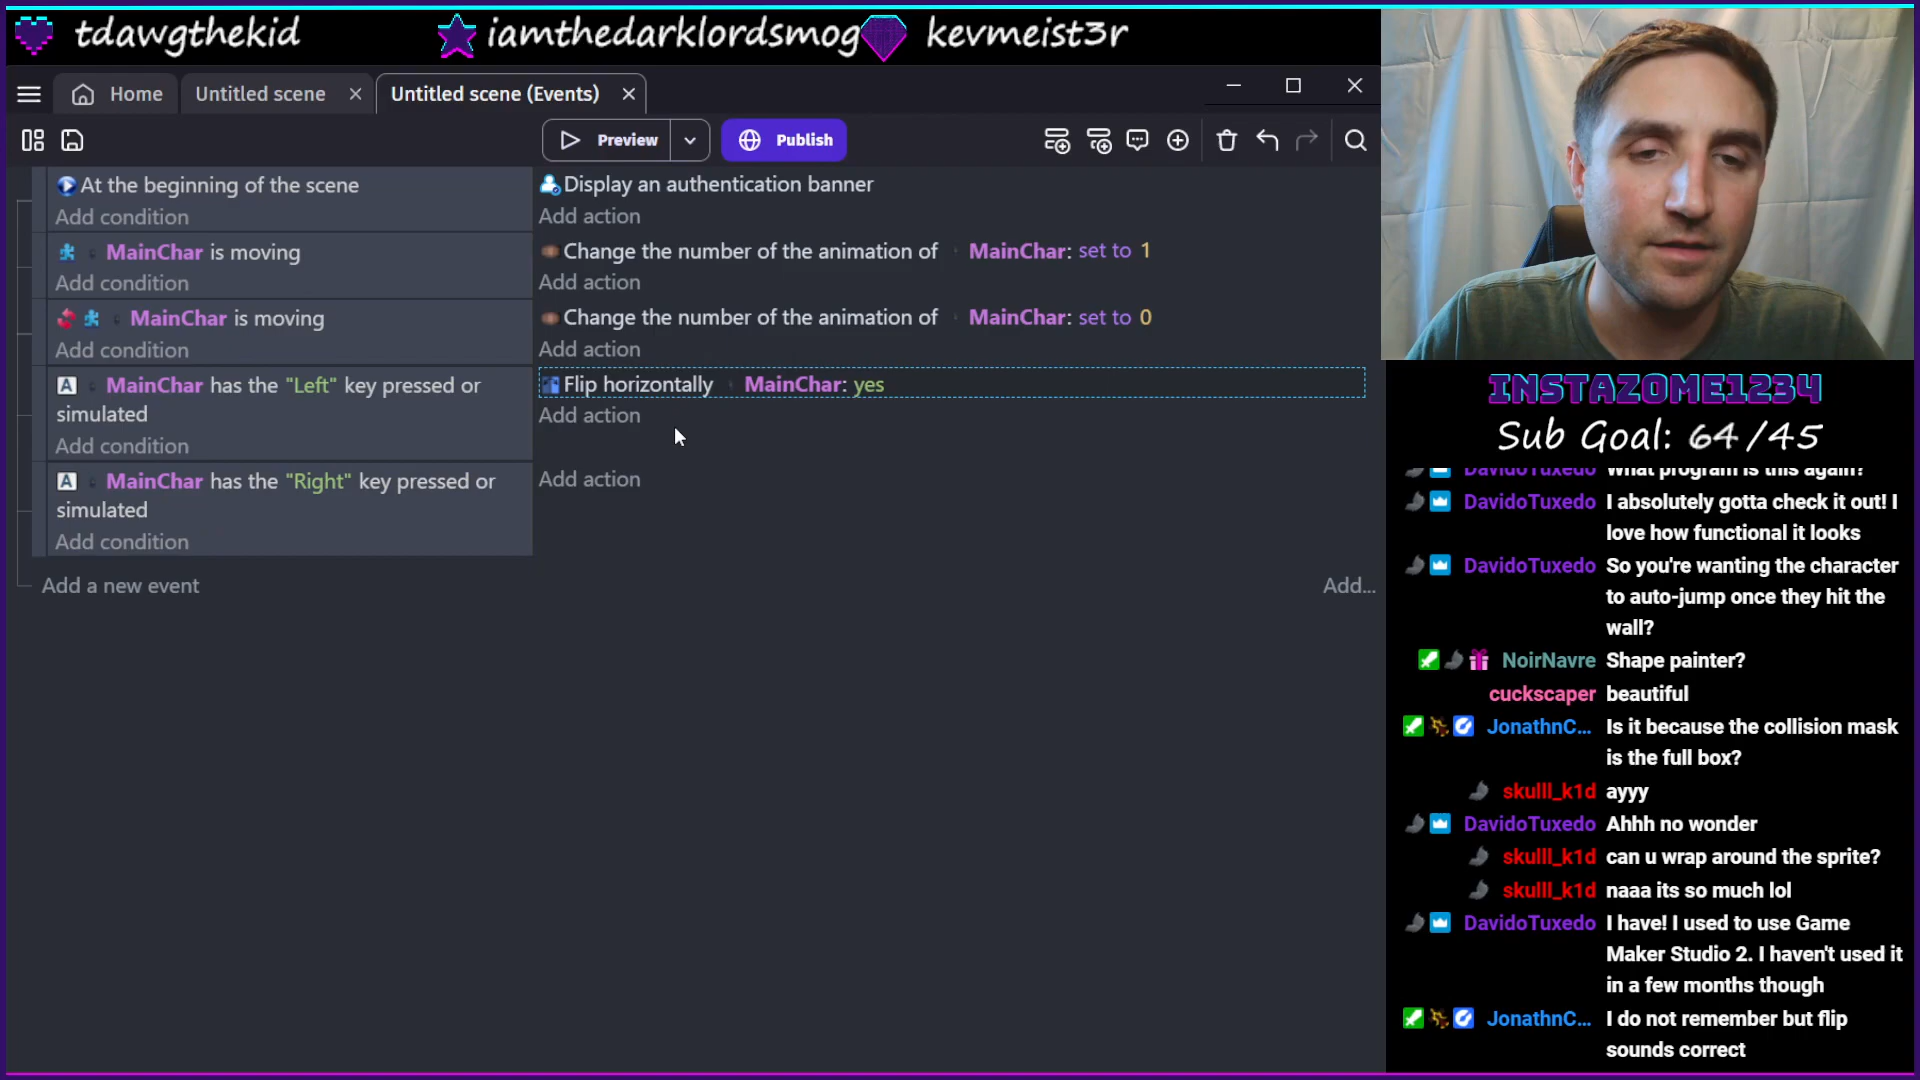 tdawgthekid iamthedarklordsmog kevmeist3r
Home Untitled scene Untitled scene (Events)
Preview Publish
At the beginning of the scene
Display an authentication banner
Add condition
Add action
MainChar is moving
Change the number of the animation of MainChar: set to 1
Add condition
Add action
MainChar is moving
Change the number of the animation of MainChar: set to 0
Add condition
Add action
A MainChar has the "Left" key pressed or
simulated
Flip horizontally MainChar: yes
Add action
Add condition
A MainChar has the "Right" key pressed or
simulated
Add action
Add condition
Add a new event
Add...
INSTAZOME1234
Sub Goal: 64/45
DavidoTuxedo What program is this again?
DavidoTuxedo I absolutely gotta check it out! I
love how functional it looks
DavidoTuxedo So you're wanting the character
to auto-jump once they hit the
wall?
NoirNavre Shape painter?
cuckscaper beautiful
JonathnC... Is it because the collision mask
is the full box?
skulll_k1d ayyy
DavidoTuxedo Ahhh no wonder
skulll_k1d can u wrap around the sprite?
skulll_k1d naaa its so much lol
DavidoTuxedo I have! I used to use Game
Maker Studio 2. I haven't used it
in a few months though
JonathnC... I do not remember but flip
sounds correct